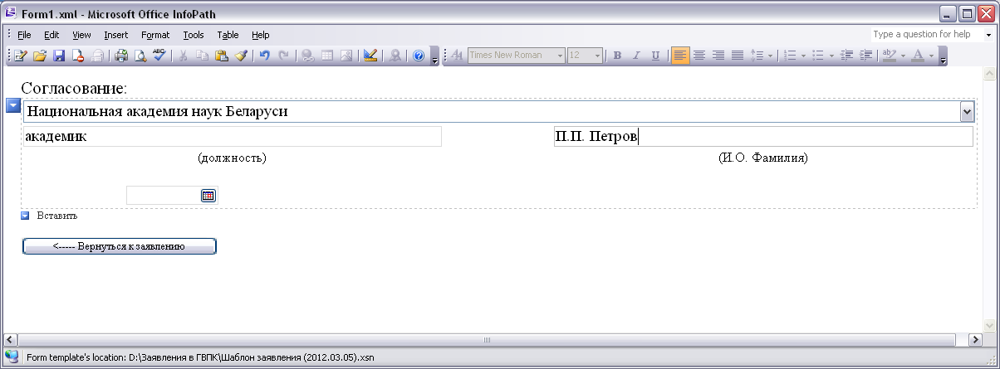 Form1.xml - Microsoft Office InfoPath
File Edit View Insert Format Tools Table Help Type a question for help
Times New Roman 12 B I U
Согласование:
Национальная академия наук Беларуси
академик П.П. Петров
(должность) (И.О. Фамилия)
Вставить
<----- Вернуться к заявлению
Form template's location: D:\Заявления в ГВПК\Шаблон заявления (2012.03.05).xsn